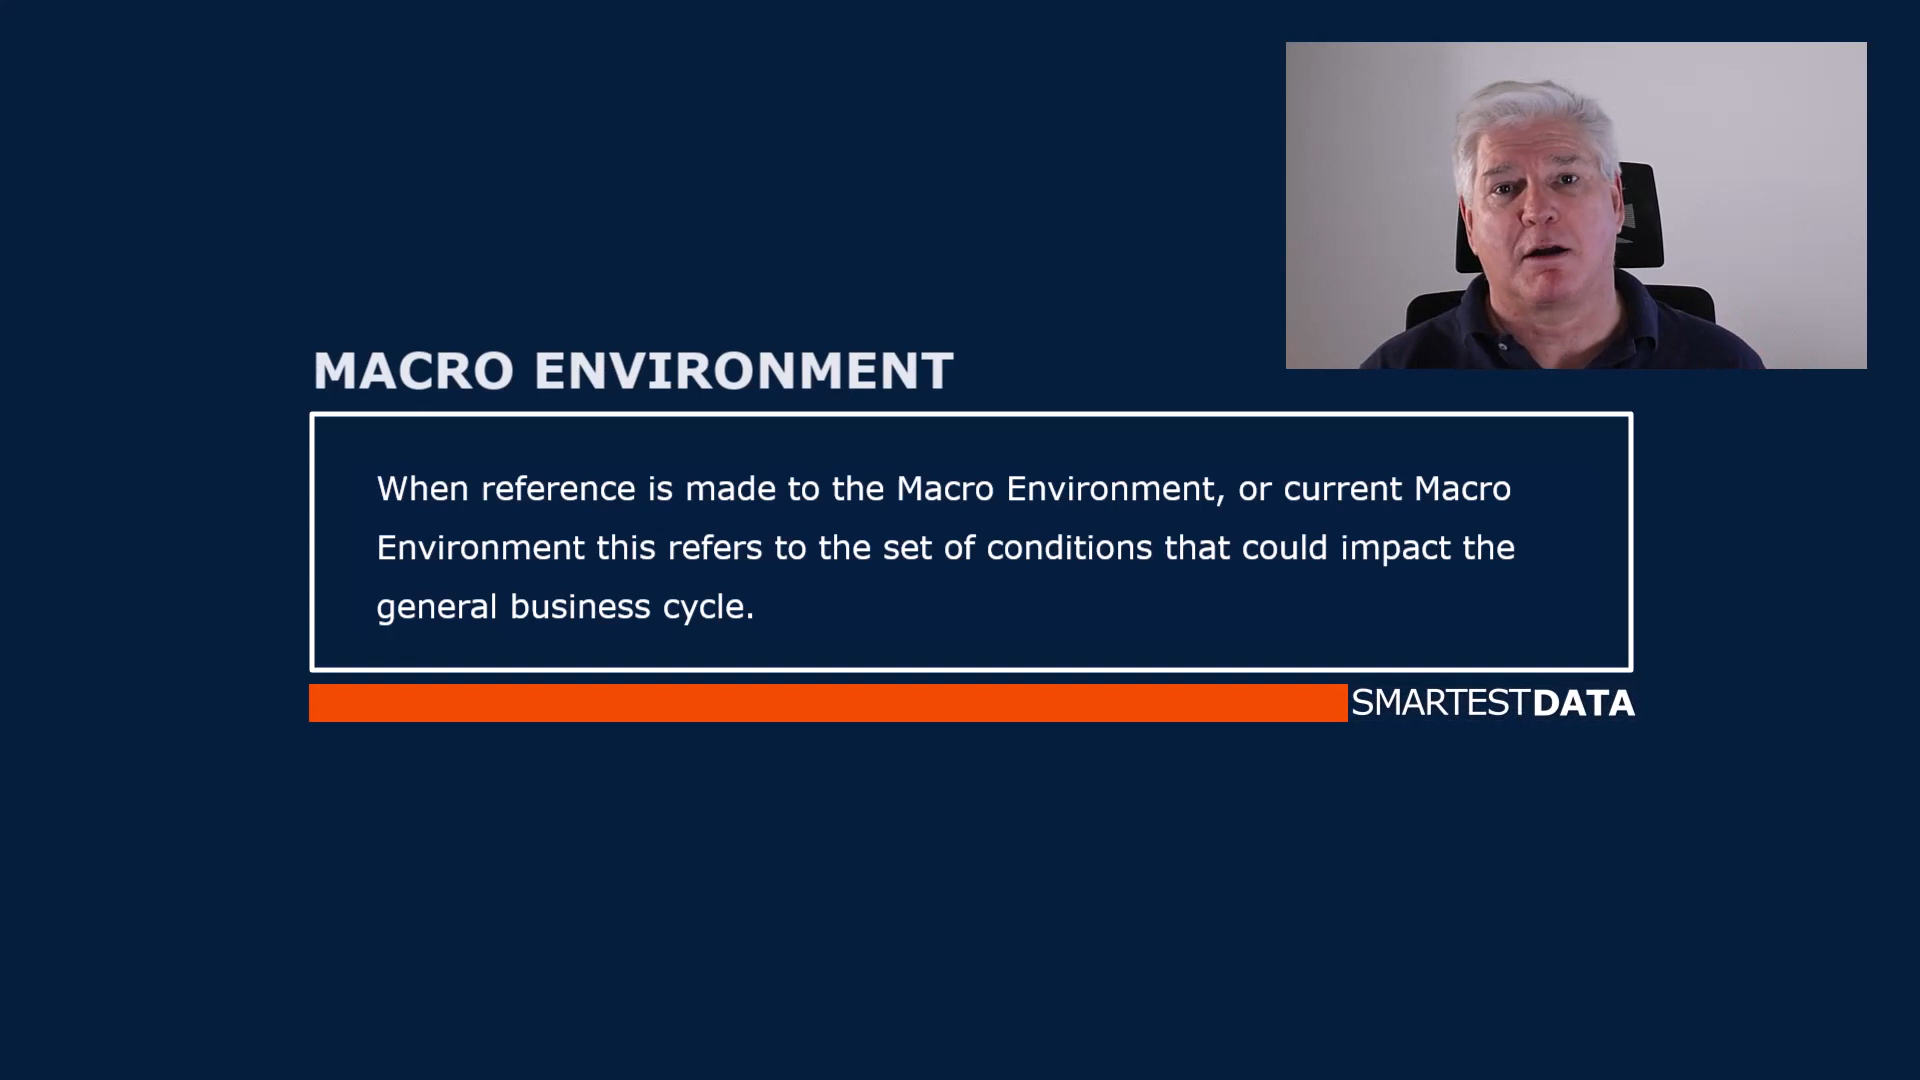 MACRO ENVIRONMENT
When reference is made to the Macro Environment, or current Macro
Environment this refers to the set of conditions that could impact the
general business cycle.
SMARTESTDATA